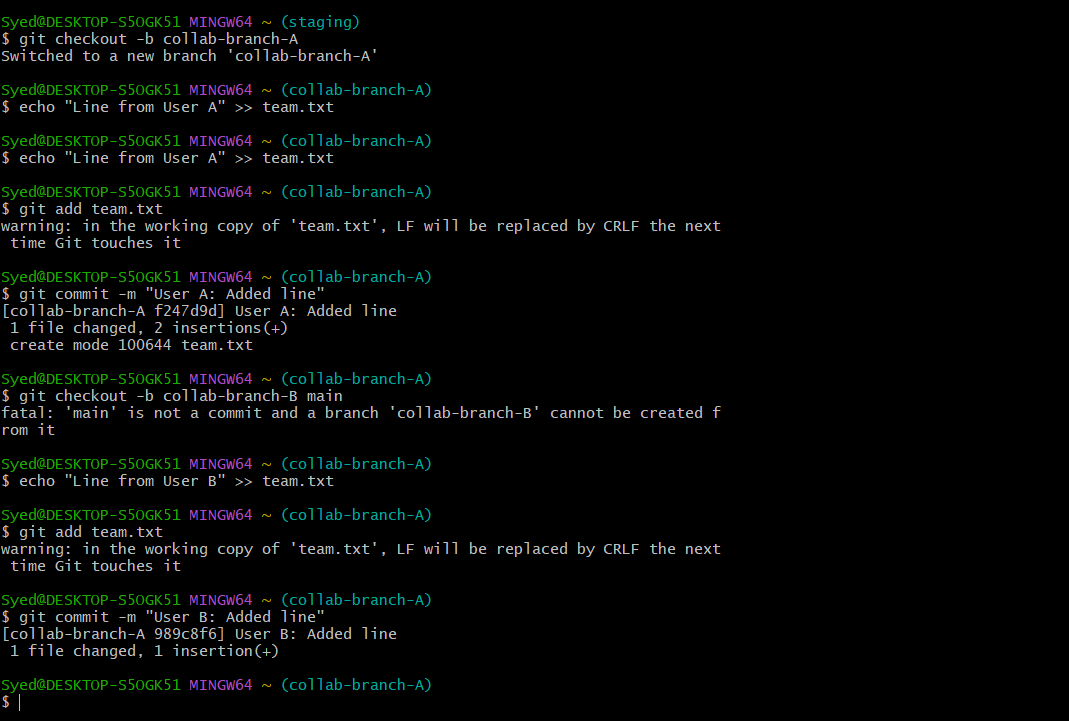 Syed@DESKTOP-S5OGK51 MINGW64 ~ (staging)
$ git checkout -b collab-branch-A
Switched to a new branch 'collab-branch-A'
Syed@DESKTOP-S5OGK51 MINGW64 ~ (collab-branch-A)
$ echo "Line from User A" >> team.txt
Syed@DESKTOP-S5OGK51 MINGW64 ~ (collab-branch-A)
$ echo "Line from User A" >> team.txt
Syed@DESKTOP-S5OGK51 MINGW64 ~ (collab-branch-A)
$ git add team.txt
warning: in the working copy of 'team.txt', LF will be replaced by CRLF the next
 time Git touches it
Syed@DESKTOP-S5OGK51 MINGW64 ~ (collab-branch-A)
$ git commit -m "User A: Added line"
[collab-branch-A f247d9d] User A: Added line
 1 file changed, 2 insertions(+)
 create mode 100644 team.txt
Syed@DESKTOP-S5OGK51 MINGW64 ~ (collab-branch-A)
$ git checkout -b collab-branch-B main
fatal: 'main' is not a commit and a branch 'collab-branch-B' cannot be created f
rom it
Syed@DESKTOP-S5OGK51 MINGW64 ~ (collab-branch-A)
$ echo "Line from User B" >> team.txt
Syed@DESKTOP-S5OGK51 MINGW64 ~ (collab-branch-A)
$ git add team.txt
warning: in the working copy of 'team.txt', LF will be replaced by CRLF the next
 time Git touches it
Syed@DESKTOP-S5OGK51 MINGW64 ~ (collab-branch-A)
$ git commit -m "User B: Added line"
[collab-branch-A 989c8f6] User B: Added line
 1 file changed, 1 insertion(+)
Syed@DESKTOP-S5OGK51 MINGW64 ~ (collab-branch-A)
$